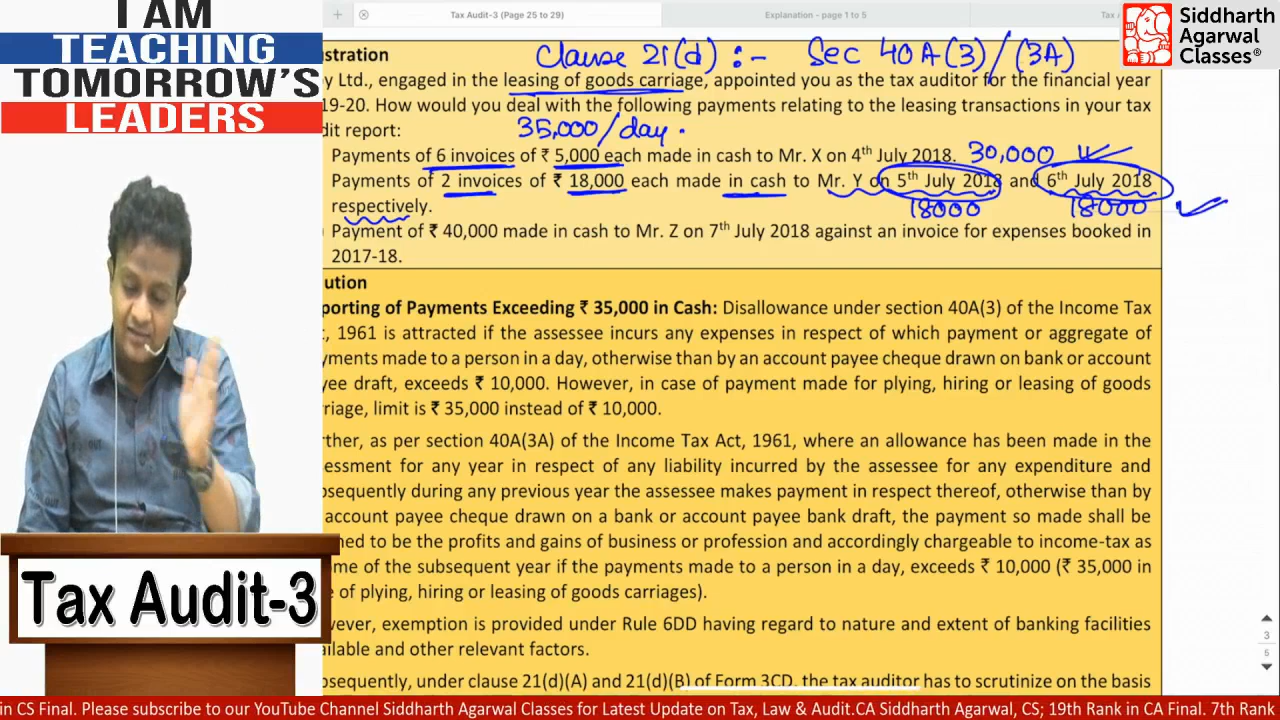 I AM
TEACHING
TOMORROW'S
LEADERS
Tax Audit-3 (Page 25 to 29)
Explanation - page 1 to 5
Siddharth
Agarwal
Classes®
stration
Clause 21(d) :- Sec 40A(3)/(3A)
y Ltd., engaged in the leasing of goods carriage, appointed you as the tax auditor for the financial year
19-20. How would you deal with the following payments relating to the leasing transactions in your tax
dit report:
35,000/day.
Payments of 6 invoices of ₹ 5,000 each made in cash to Mr. X on 4th July 2018. 30,000
Payments of 2 invoices of ₹ 18,000 each made in cash to Mr. Y on 5th July 2018 and 6th July 2018
respectively. 18000 18000
Payment of ₹ 40,000 made in cash to Mr. Z on 7th July 2018 against an invoice for expenses booked in
2017-18.
ution
porting of Payments Exceeding ₹ 35,000 in Cash: Disallowance under section 40A(3) of the Income Tax
, 1961 is attracted if the assessee incurs any expenses in respect of which payment or aggregate of
yments made to a person in a day, otherwise than by an account payee cheque drawn on bank or account
yee draft, exceeds ₹ 10,000. However, in case of payment made for plying, hiring or leasing of goods
riage, limit is ₹ 35,000 instead of ₹ 10,000.
rther, as per section 40A(3A) of the Income Tax Act, 1961, where an allowance has been made in the
essment for any year in respect of any liability incurred by the assessee for any expenditure and
bsequently during any previous year the assessee makes payment in respect thereof, otherwise than by
account payee cheque drawn on a bank or account payee bank draft, the payment so made shall be
med to be the profits and gains of business or profession and accordingly chargeable to income-tax as
me of the subsequent year if the payments made to a person in a day, exceeds ₹ 10,000 (₹ 35,000 in
e of plying, hiring or leasing of goods carriages).
wever, exemption is provided under Rule 6DD having regard to nature and extent of banking facilities
ilable and other relevant factors.
bsequently, under clause 21(d)(A) and 21(d)(B) of Form 3CD, the tax auditor has to scrutinize on the basis
Tax Audit-3
3
5
in CS Final. Please subscribe to our YouTube Channel Siddharth Agarwal Classes for Latest Update on Tax, Law & Audit.CA Siddharth Agarwal, CS; 19th Rank in CA Final. 7th Rank